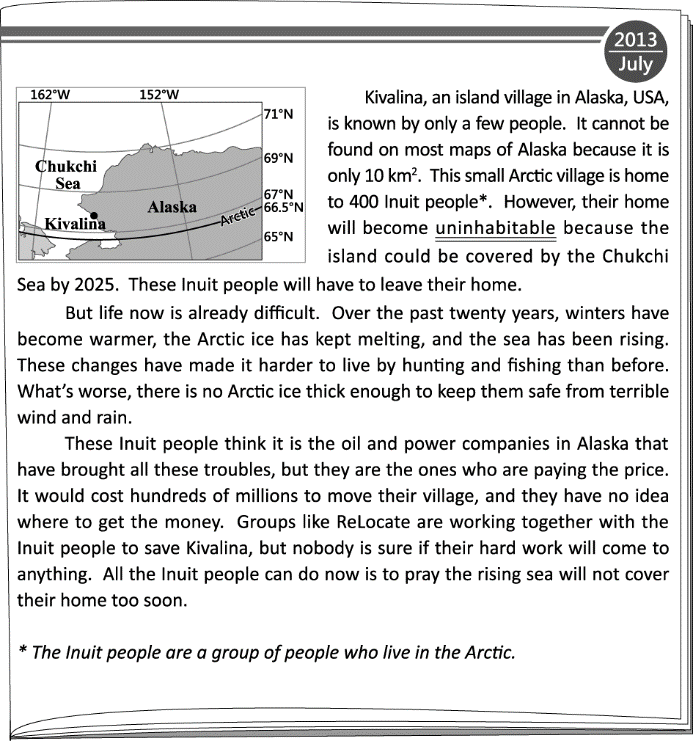 2013
July
162°W
152°W
71°N
69°N
67°N
66.5°N
65°N
Chukchi
Sea
Kivalina
Alaska
Arctic
Kivalina, an island village in Alaska, USA,
is known by only a few people. It cannot be
found on most maps of Alaska because it is
only 10 km². This small Arctic village is home
to 400 Inuit people*. However, their home
will become uninhabitable because the
island could be covered by the Chukchi
Sea by 2025. These Inuit people will have to leave their home.
But life now is already difficult. Over the past twenty years, winters have
become warmer, the Arctic ice has kept melting, and the sea has been rising.
These changes have made it harder to live by hunting and fishing than before.
What's worse, there is no Arctic ice thick enough to keep them safe from terrible
wind and rain.
These Inuit people think it is the oil and power companies in Alaska that
have brought all these troubles, but they are the ones who are paying the price.
It would cost hundreds of millions to move their village, and they have no idea
where to get the money. Groups like ReLocate are working together with the
Inuit people to save Kivalina, but nobody is sure if their hard work will come to
anything. All the Inuit people can do now is to pray the rising sea will not cover
their home too soon.
* The Inuit people are a group of people who live in the Arctic.